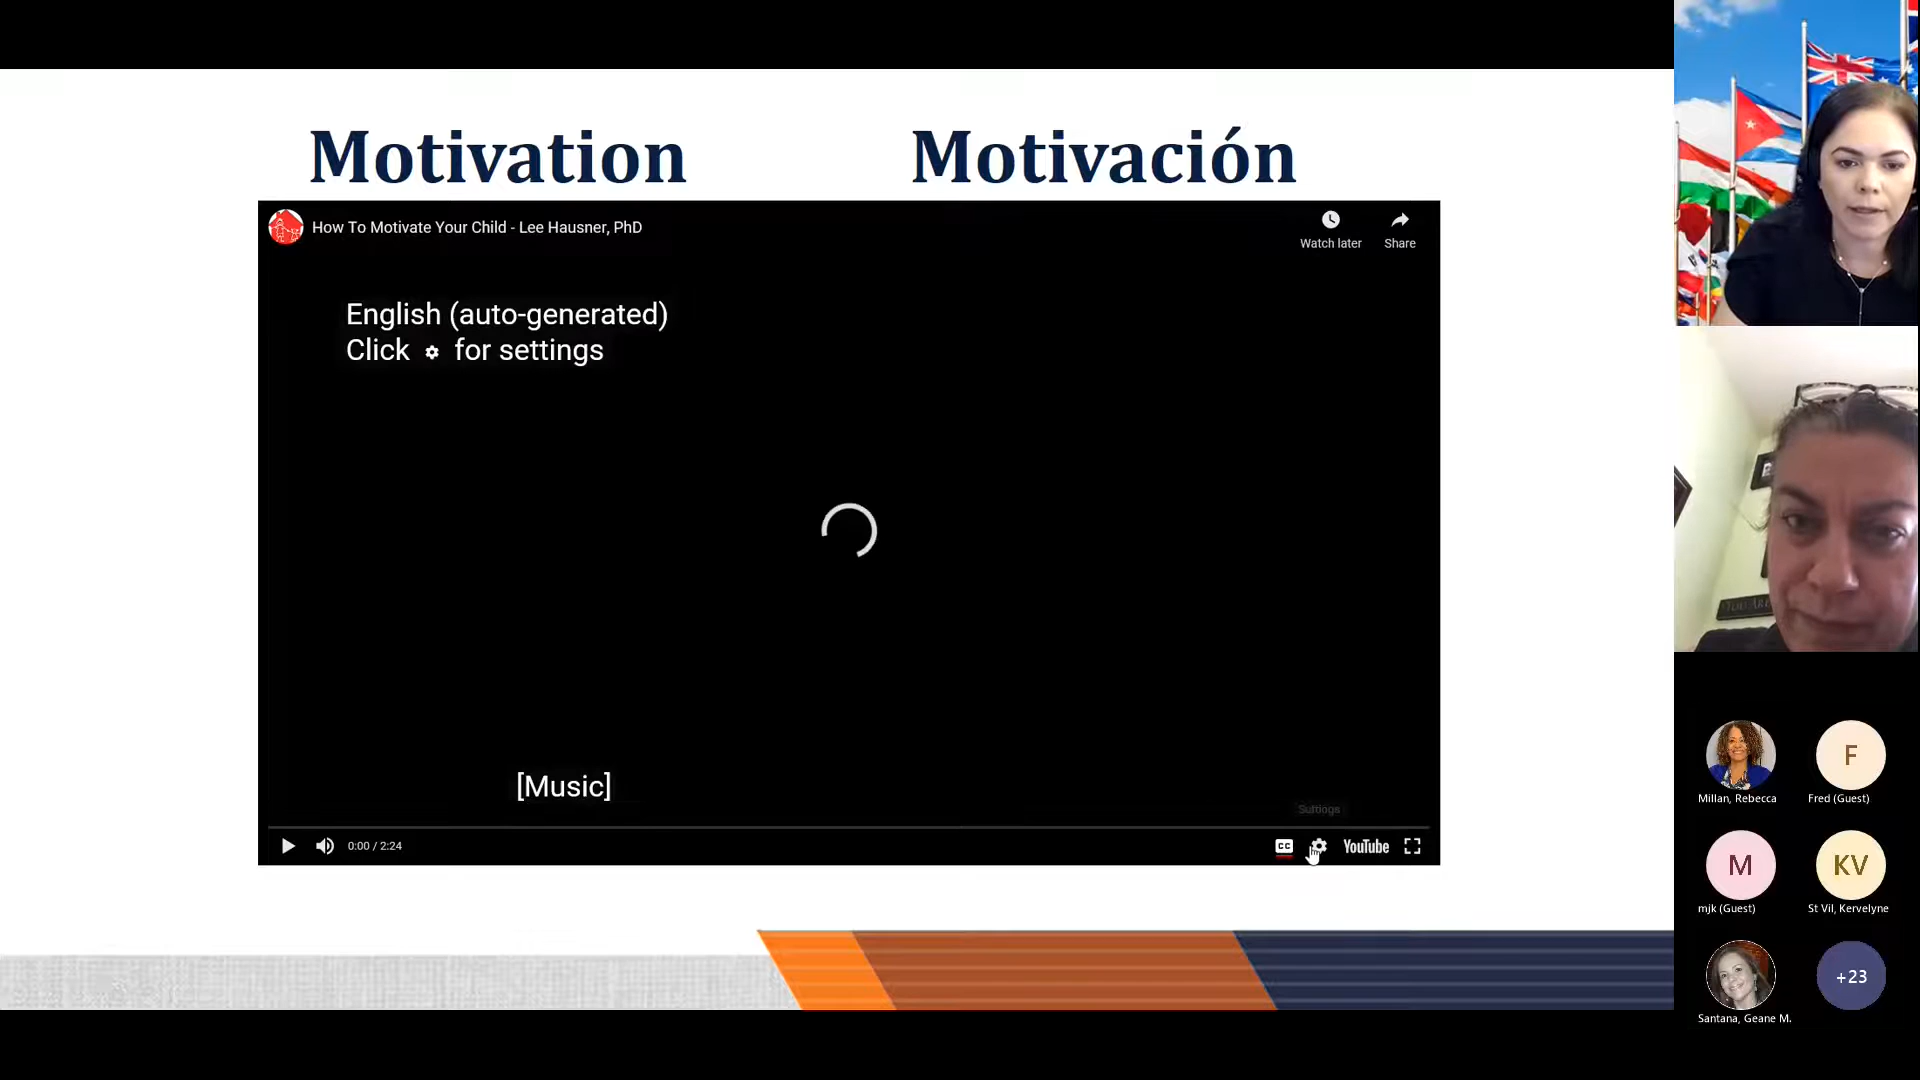 Motivation Motivación
How To Motivate Your Child - Lee Hausner, PhD
Watch later
Share
English (auto-generated)
Click for settings
[Music]
Settings
0:00 / 2:24
CC
YouTube
F
Millan, Rebecca
Fred (Guest)
M
KV
mjk (Guest)
St Vil, Kervelyne
+23
Santana, Geane M.